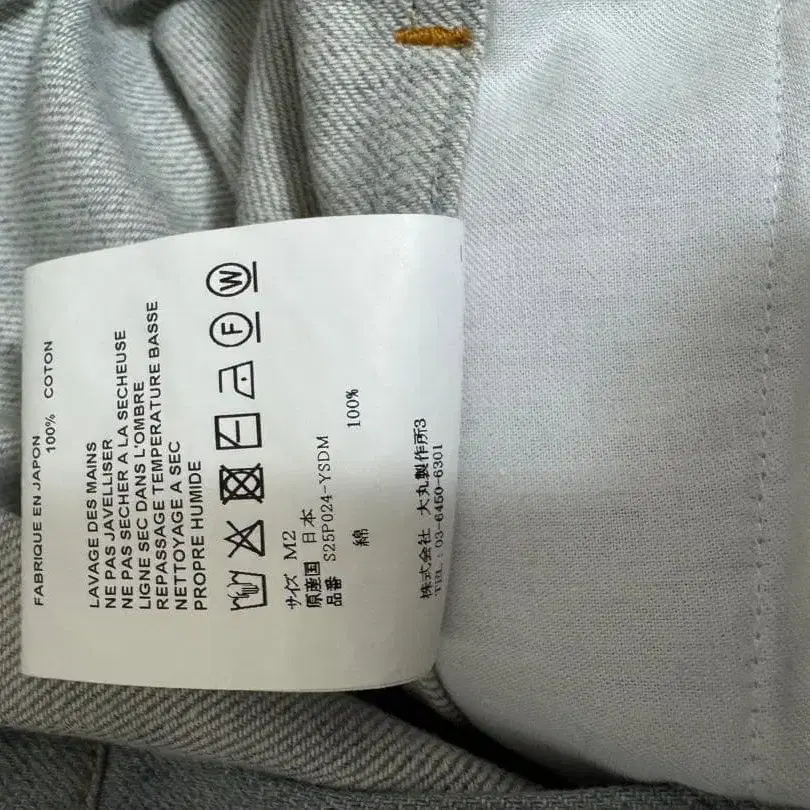 FABRIQUE EN JAPON
100% COTON
LAVAGE DES MAINS
NE PAS JAVELLISER
NE PAS SECHER A LA SECHEUSE
LIGNE SEC DANS L'OMBRE
REPASSAGE TEMPERATURE BASSE
NETTOYAGE A SEC
PROPRE HUMIDE
F W
サイズ M2
原産国 日本
品番 S25P024-YSDM
綿 100%
株式会社 大丸製作所3
TEL:03-6450-6301